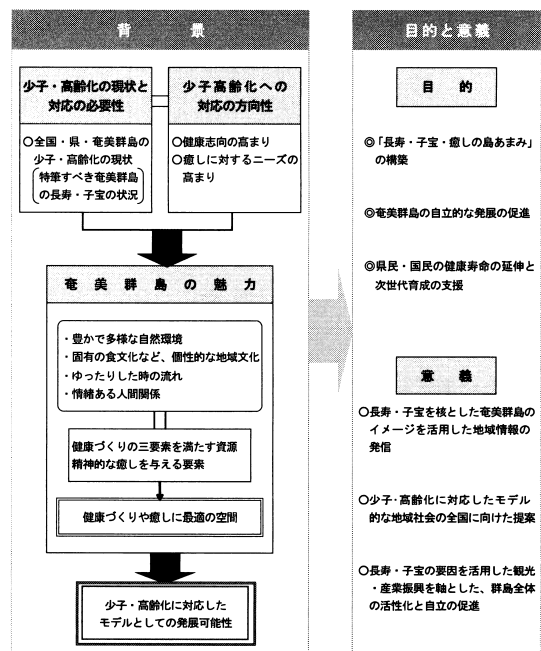 背　景
少子・高齢化の現状と
対応の必要性
〇全国・県・奄美群島の
少子・高齢化の現状
特筆すべき奄美群島
の長寿・子宝の状況
少子高齢化への
対応の方向性
〇健康志向の高まり
〇癒しに対するニーズの
高まり
奄美群島の魅力
・豊かで多様な自然環境
・固有の食文化など、個性的な地域文化
・ゆったりした時の流れ
・情緒ある人間関係
健康づくりの三要素を満たす資源
精神的な癒しを与える要素
健康づくりや癒しに最適の空間
少子・高齢化に対応した
モデルとしての発展可能性
目的と意義
目　的
◎「長寿・子宝・癒しの島あまみ」
の構築
◎奄美群島の自立的な発展の促進
◎県民・国民の健康寿命の延伸と
次世代育成の支援
意　義
〇長寿・子宝を核とした奄美群島の
イメージを活用した地域情報の
発信
〇少子・高齢化に対応したモデル
的な地域社会の全国に向けた提案
〇長寿・子宝の要因を活用した観光
・産業振興を軸とした、群島全体
の活性化と自立の促進